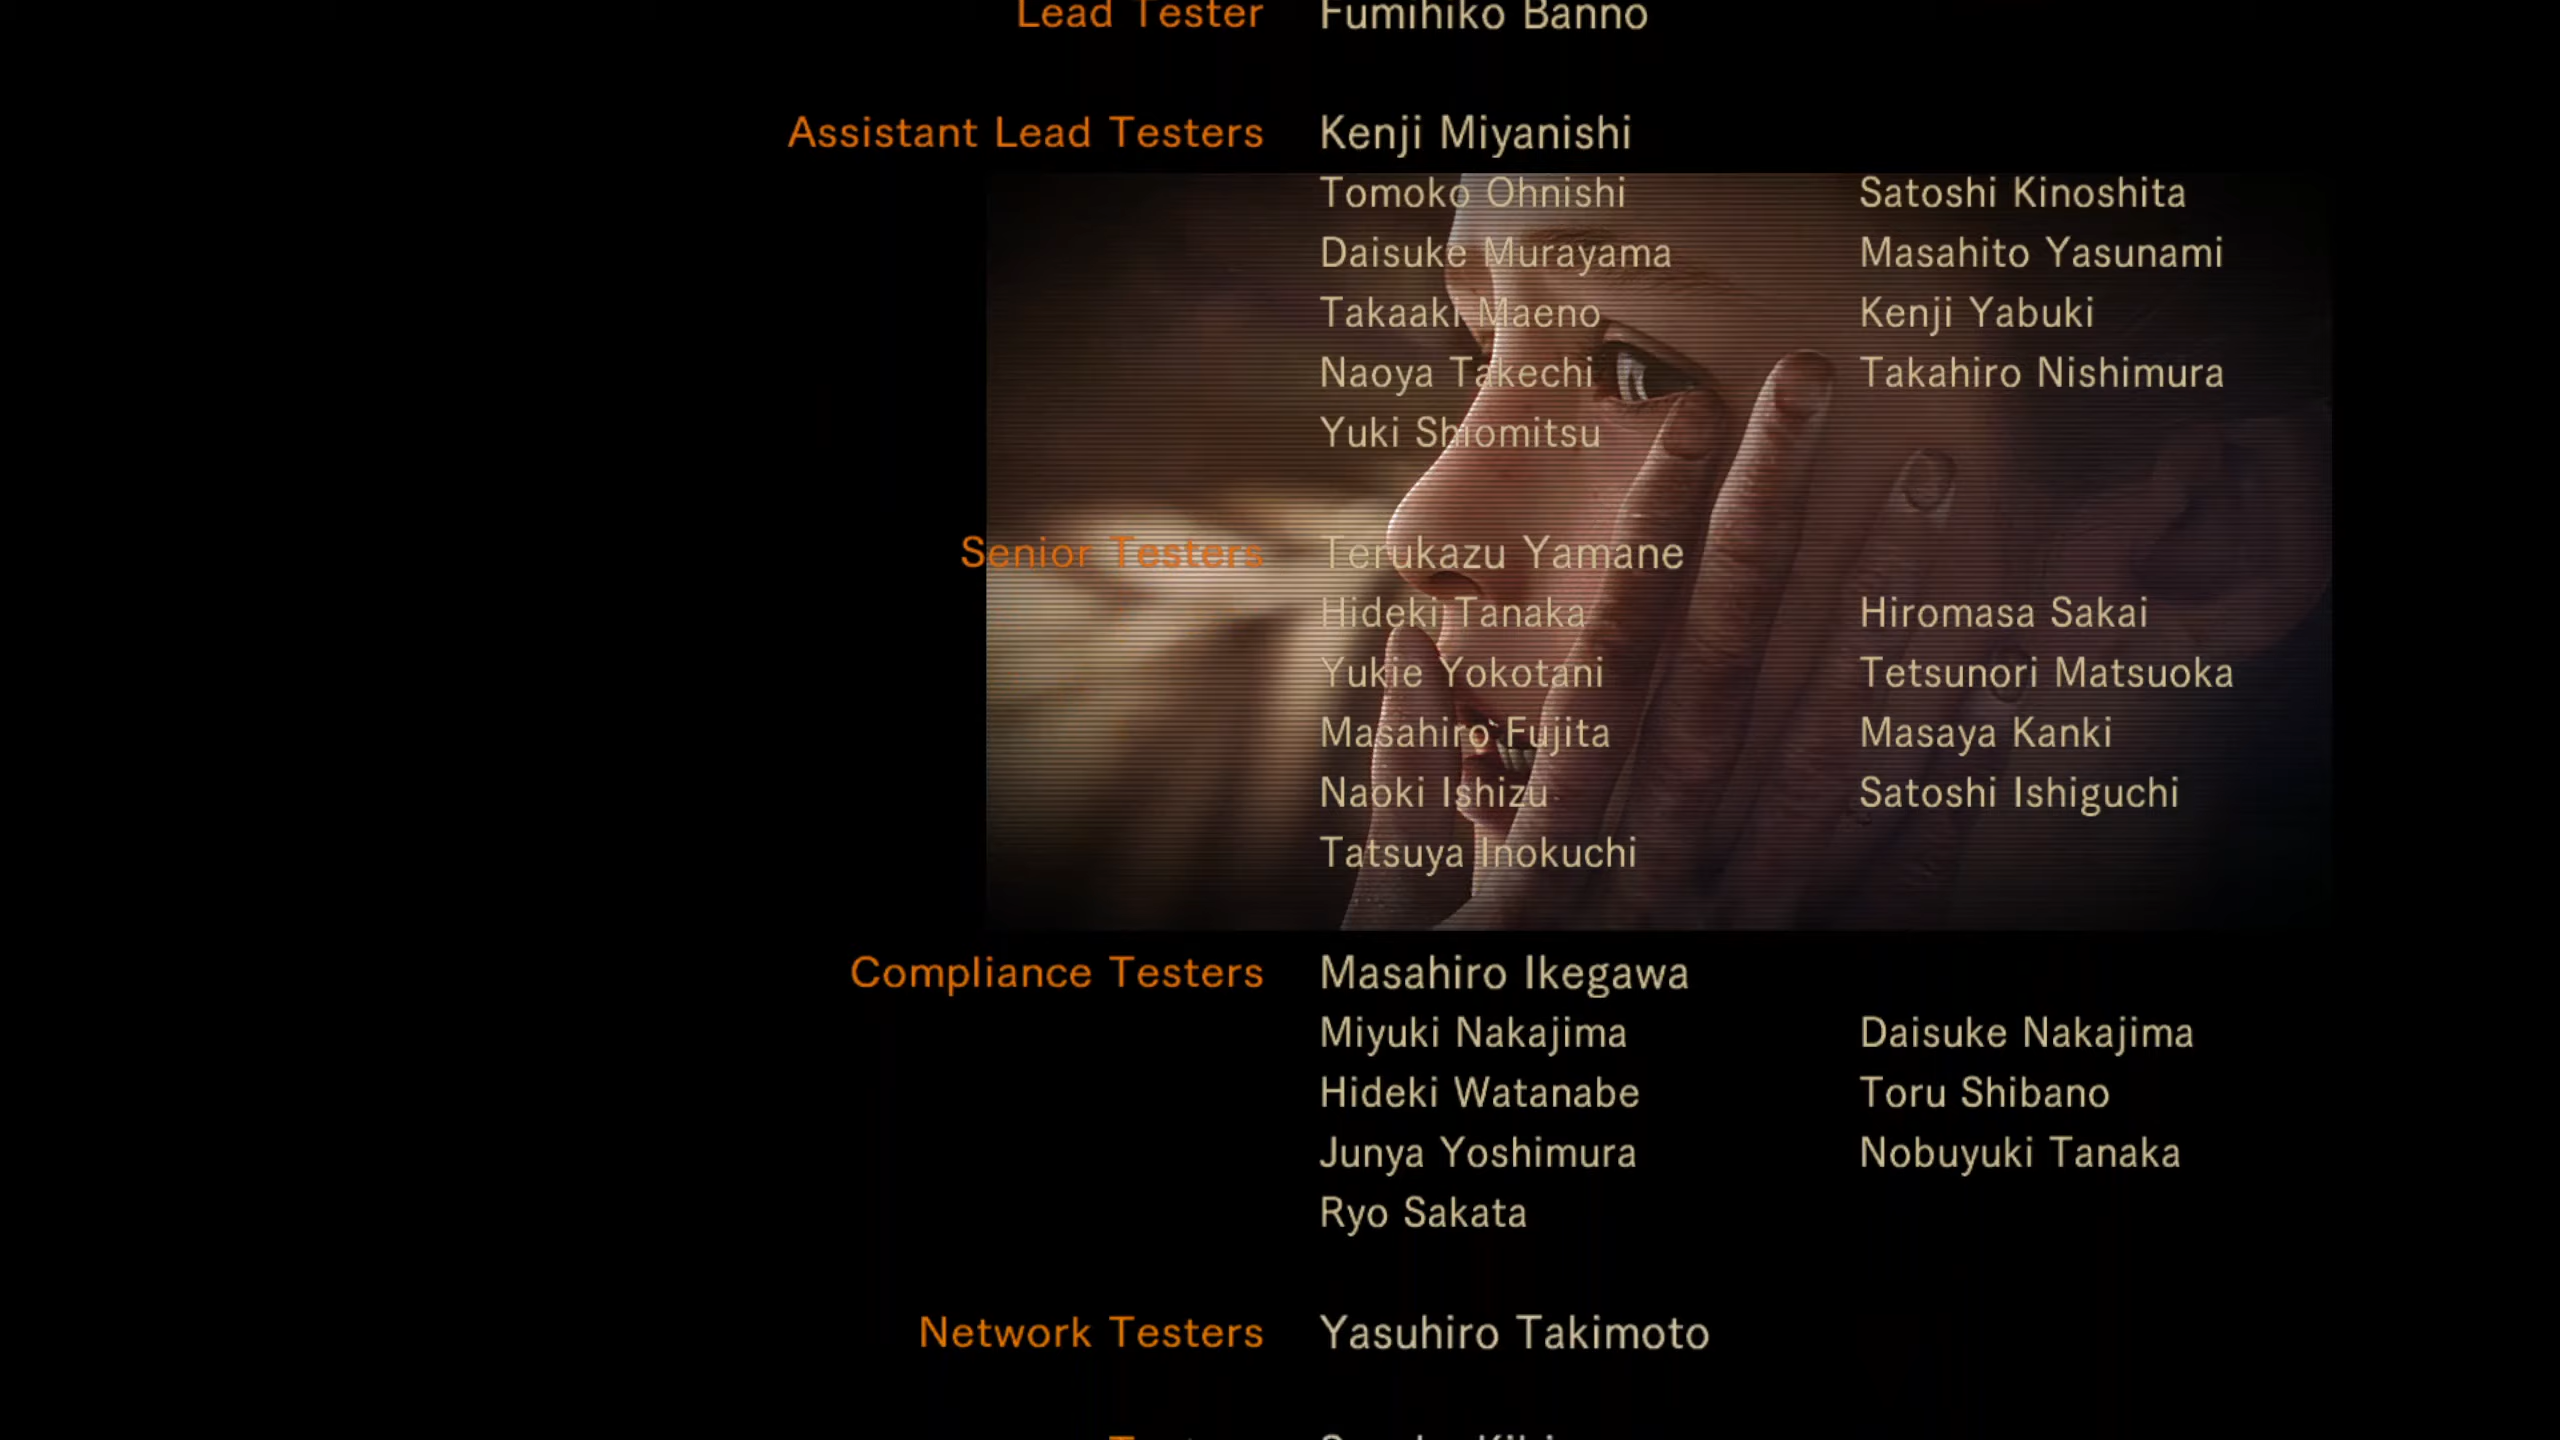 Lead Tester Fumihiko Banno
Assistant Lead Testers Kenji Miyanishi
Tomoko Ohnishi Satoshi Kinoshita
Daisuke Murayama Masahito Yasunami
Takaaki Maeno Kenji Yabuki
Naoya Takechi Takahiro Nishimura
Yuki Shiomitsu
Senior Testers Terukazu Yamane
Hideki Tanaka Hiromasa Sakai
Yukie Yokotani Tetsunori Matsuoka
Masahiro Fujita Masaya Kanki
Naoki Ishizu Satoshi Ishiguchi
Tatsuya Inokuchi
Compliance Testers Masahiro Ikegawa
Miyuki Nakajima Daisuke Nakajima
Hideki Watanabe Toru Shibano
Junya Yoshimura Nobuyuki Tanaka
Ryo Sakata
Network Testers Yasuhiro Takimoto